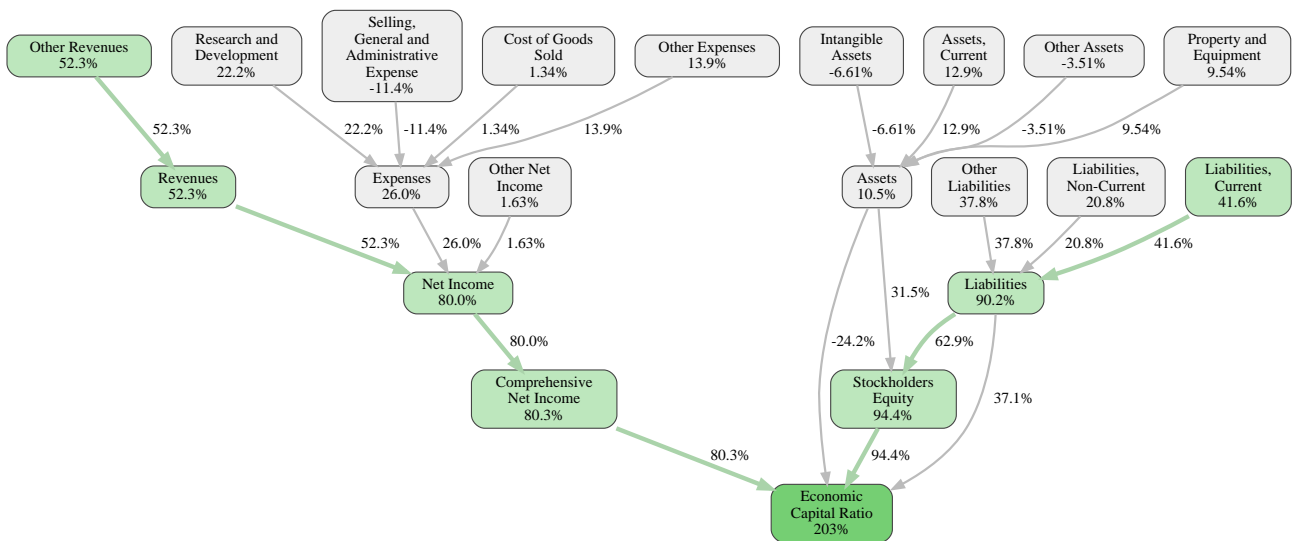 Other Revenues
52.3%
Research and
Development
22.2%
Selling,
General and
Administrative
Expense
-11.4%
Cost of Goods
Sold
1.34%
Other Expenses
13.9%
Intangible
Assets
-6.61%
Assets,
Current
12.9%
Other Assets
-3.51%
Property and
Equipment
9.54%
52.3%
22.2%
-11.4%
1.34%
13.9%
-6.61%
12.9%
-3.51%
9.54%
Revenues
52.3%
Expenses
26.0%
Other Net
Income
1.63%
Assets
10.5%
Other
Liabilities
37.8%
Liabilities,
Non-Current
20.8%
Liabilities,
Current
41.6%
52.3%
26.0%
1.63%
37.8%
20.8%
41.6%
Net Income
80.0%
31.5%
Liabilities
90.2%
80.0%
-24.2%
62.9%
Comprehensive
Net Income
80.3%
Stockholders
Equity
94.4%
37.1%
80.3%
94.4%
Economic
Capital Ratio
203%